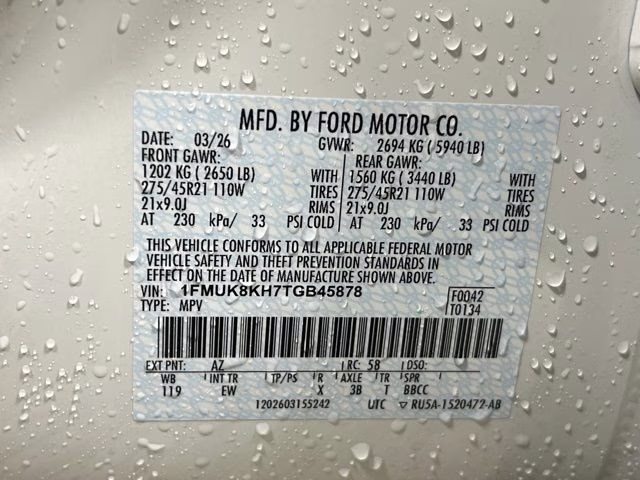 MFD. BY FORD MOTOR CO.
DATE: 03/26 GVWR: 2694 KG ( 5940 LB)
FRONT GAWR: REAR GAWR:
1202 KG ( 2650 LB) WITH 1560 KG ( 3440 LB) WITH
275/45R21 110W TIRES 275/45R21 110W TIRES
21x9.0J RIMS 21x9.0J RIMS
AT 230 kPa/ 33 PSI COLD AT 230 kPa/ 33 PSI COLD
THIS VEHICLE CONFORMS TO ALL APPLICABLE FEDERAL MOTOR
VEHICLE SAFETY AND THEFT PREVENTION STANDARDS IN
EFFECT ON THE DATE OF MANUFACTURE SHOWN ABOVE.
VIN: 1FMUK8KH7TGB45878 F0042
TYPE: MPV T0134
EXT PNT: AZ RC: 58 DSO:
WB INT TR TP/PS R AXLE TR SPR
119 EW X 3B T BBCC
1202603155242 UTC ▽ RU5A-1520472-AB